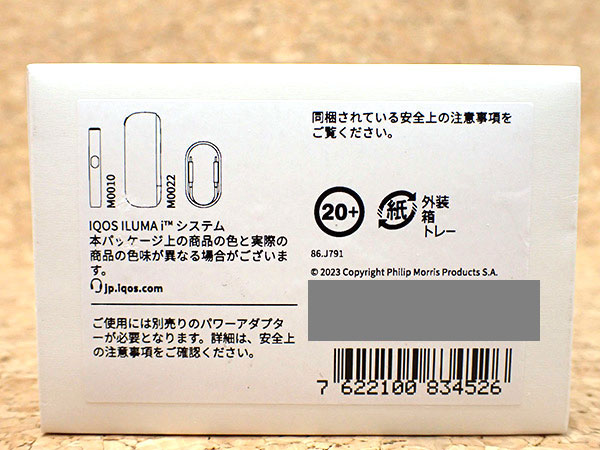 M0010
M0022
IQOS ILUMA i™ システム
本パッケージ上の商品の色と実際の
商品の色味が異なる場合がございま
す。
jp.iqos.com
ご使用には別売りのパワーアダプタ
ーが必要となります。詳細は、安全上
の注意事項をご確認ください。
同梱されている安全上の注意事項を
ご覧ください。
20+
紙
外装
箱
トレー
86.J791
© 2023 Copyright Philip Morris Products S.A.
7 622100 834526